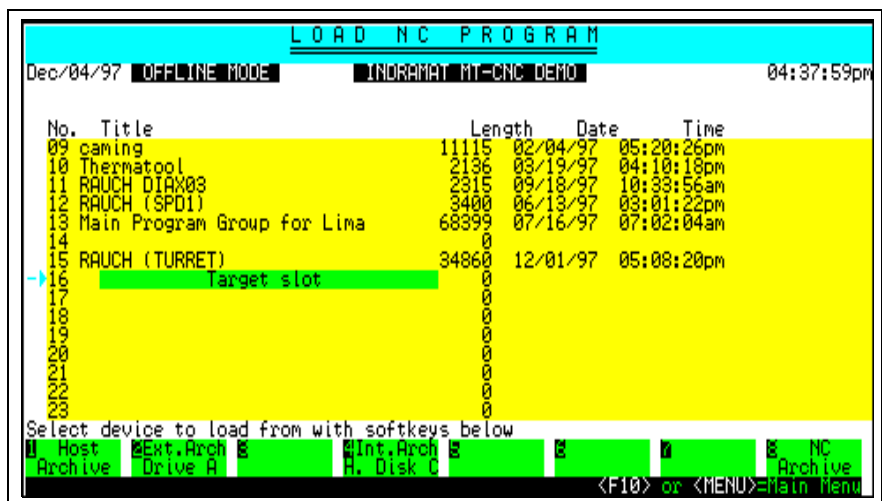 LOAD NC PROGRAM
Dec/04/97 OFFLINE MODE INDRAMAT MT-CNC DEMO 04:37:59pm
No. Title Length Date Time
09 caming 11115 02/04/97 05:20:26pm
10 Thermatool 2136 03/19/97 04:10:18pm
11 RAUCH DIAX03 2315 09/18/97 10:33:56am
12 RAUCH (SPD1) 3400 06/13/97 03:01:22pm
13 Main Program Group for Lima 68399 07/16/97 07:02:04am
14 0
15 RAUCH (TURRET) 34860 12/01/97 05:08:20pm
16 Target slot 0
17 0
18 0
19 0
20 0
21 0
22 0
23 0
Select device to load from with softkeys below
1 Host 2 Ext.Arch 3 4 Int.Arch 5 6 7 8 NC
Archive Drive A H. Disk C Archive
<F10> or <MENU>=Main Menu